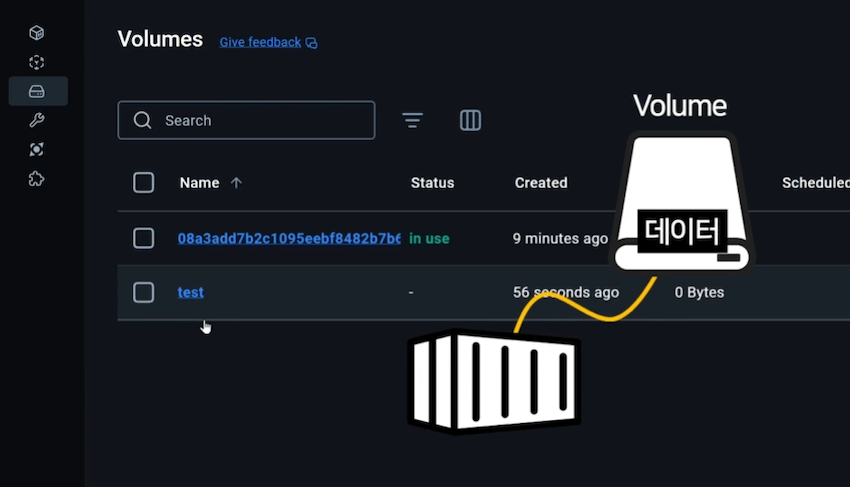 Volumes Give feedback
Volume
Search
Name Status Created Scheduled
데이터
08a3add7b2c1095eebf8482b7b6 in use 9 minutes ago
test - 56 seconds ago 0 Bytes